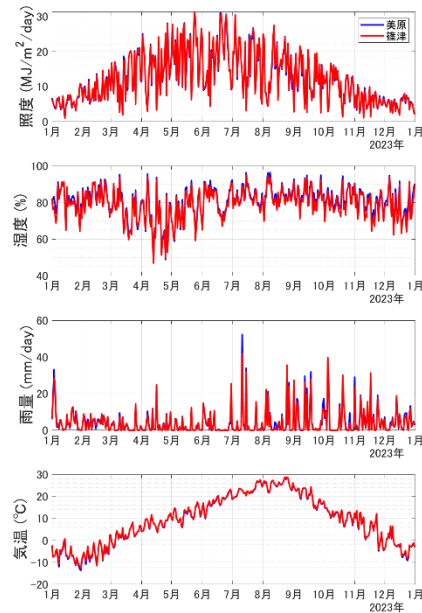 照度 (MJ/m²/day)
30
20
10
0
美原
篠津
1月 2月 3月 4月 5月 6月 7月 8月 9月 10月 11月 12月 1月
2023年
湿度 (%)
100
80
60
40
1月 2月 3月 4月 5月 6月 7月 8月 9月 10月 11月 12月 1月
2023年
雨量 (mm/day)
60
40
20
0
1月 2月 3月 4月 5月 6月 7月 8月 9月 10月 11月 12月 1月
2023年
気温 (℃)
30
20
10
0
−10
−20
1月 2月 3月 4月 5月 6月 7月 8月 9月 10月 11月 12月 1月
2023年